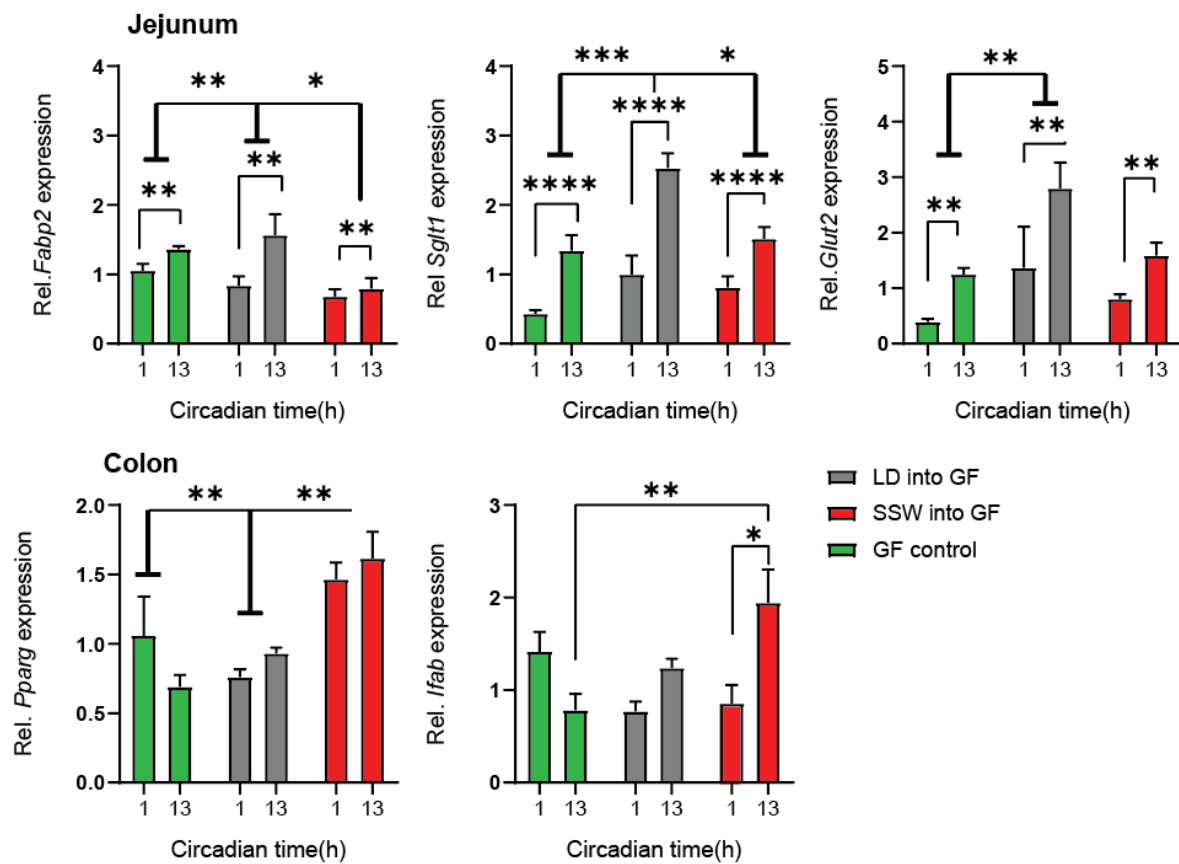 Jejunum
Rel.Fabp2 expression
4
3
2
1
0
**
*
**
**
**
1 13 1 13 1 13
Circadian time(h)
Rel Sglt1 expression
4
3
2
1
0
***
*
****
****
****
1 13 1 13 1 13
Circadian time(h)
Rel.Glut2 expression
5
4
3
2
1
0
**
**
**
**
1 13 1 13 1 13
Circadian time(h)
Colon
Rel. Pparg expression
2.0
1.5
1.0
0.5
0.0
**
**
1 13 1 13 1 13
Circadian time(h)
Rel. Ifab expression
3
2
1
0
**
*
1 13 1 13 1 13
Circadian time(h)
LD into GF
SSW into GF
GF control